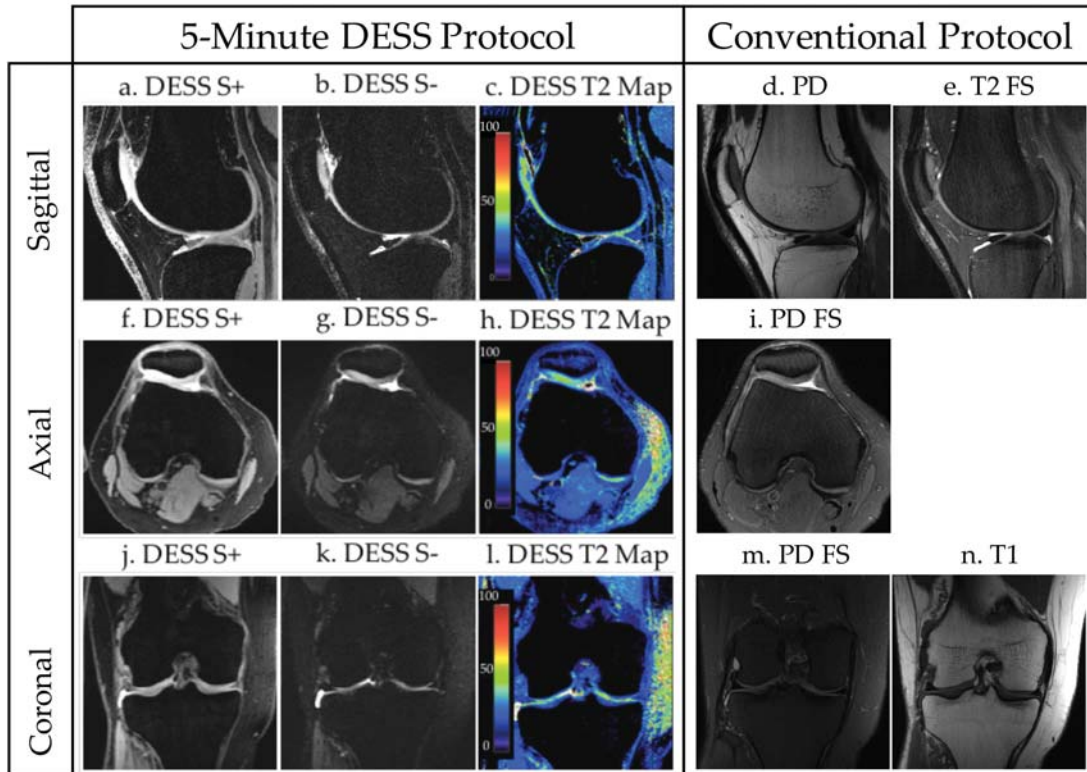 5-Minute DESS Protocol
Conventional Protocol
Sagittal
a. DESS S+
b. DESS S-
c. DESS T2 Map
d. PD
e. T2 FS
100
50
0
Axial
f. DESS S+
g. DESS S-
h. DESS T2 Map
i. PD FS
100
50
0
Coronal
j. DESS S+
k. DESS S-
l. DESS T2 Map
m. PD FS
n. T1
100
50
0